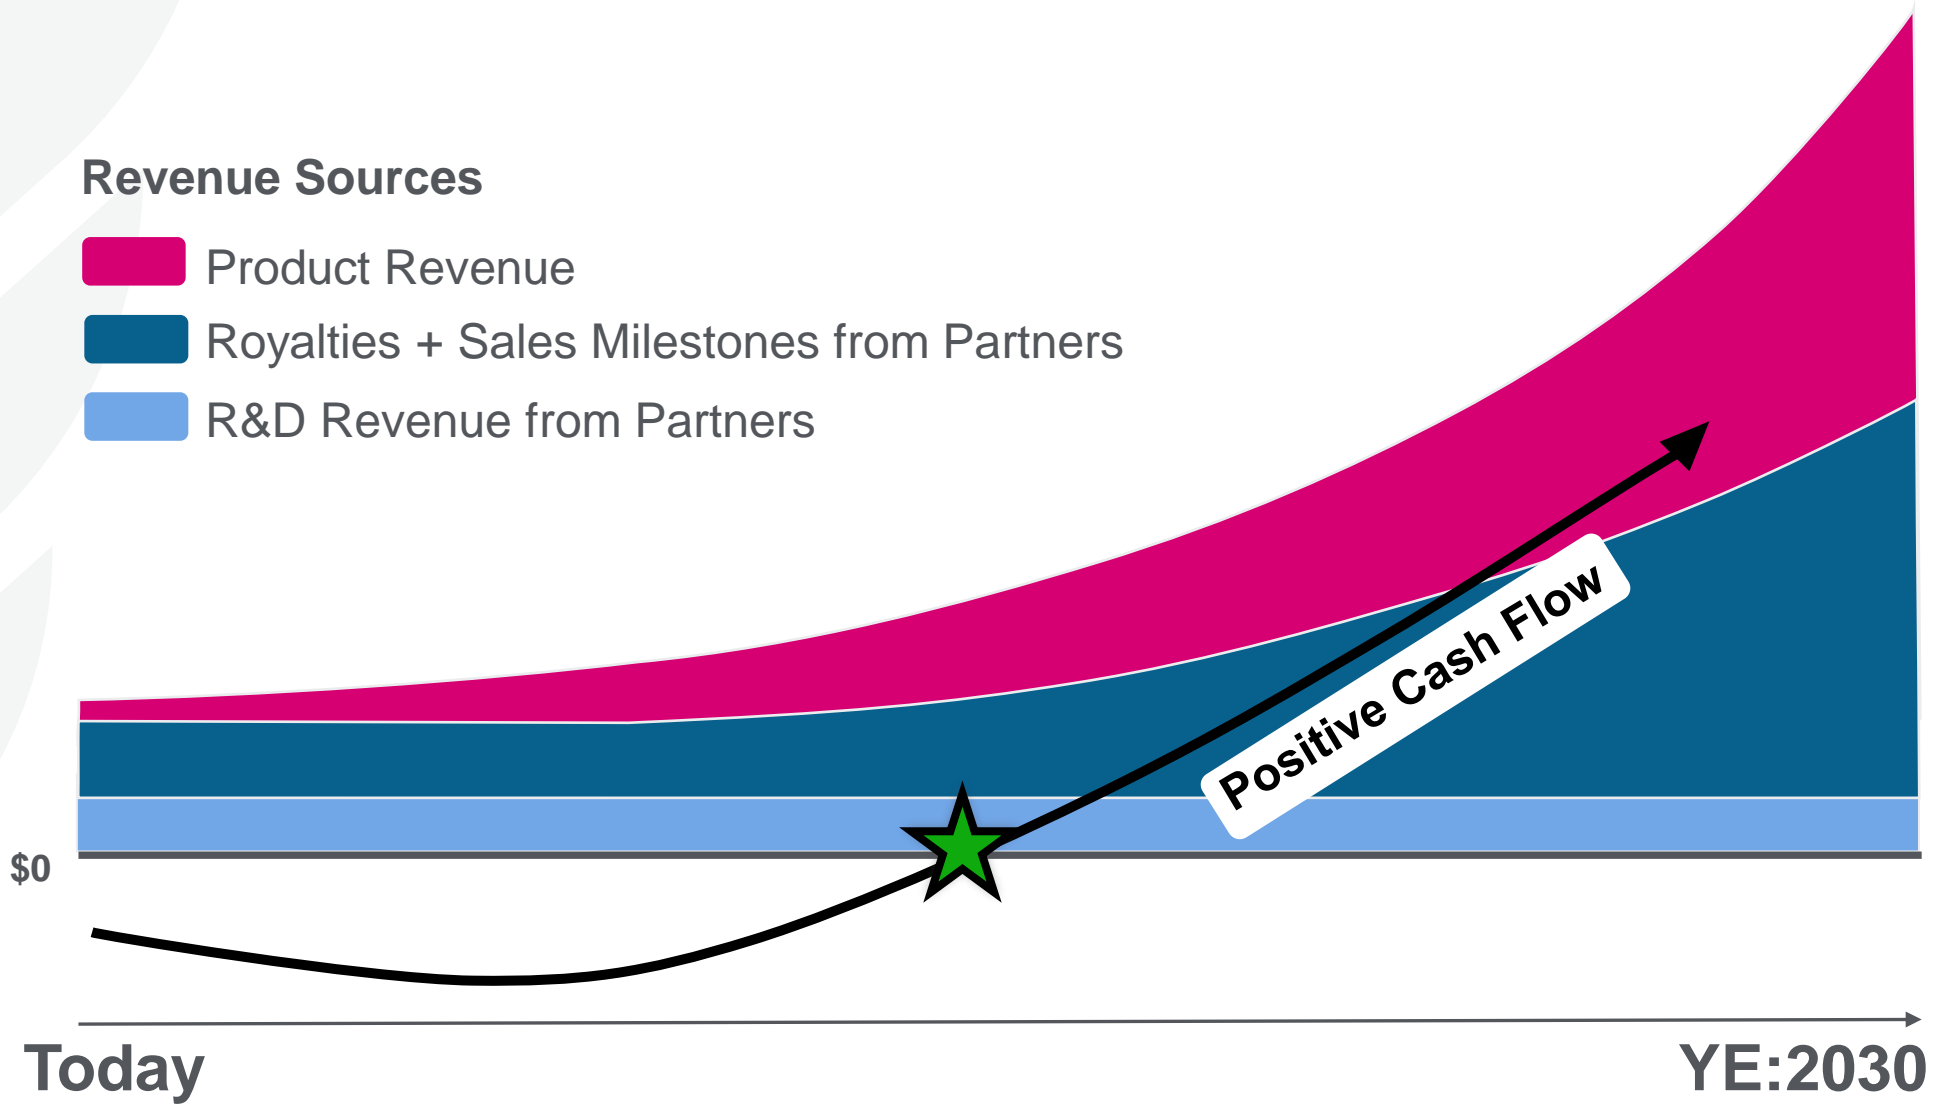 Revenue Sources
Product Revenue
Royalties + Sales Milestones from Partners
R&D Revenue from Partners
Positive Cash Flow
$0
Today
YE:2030